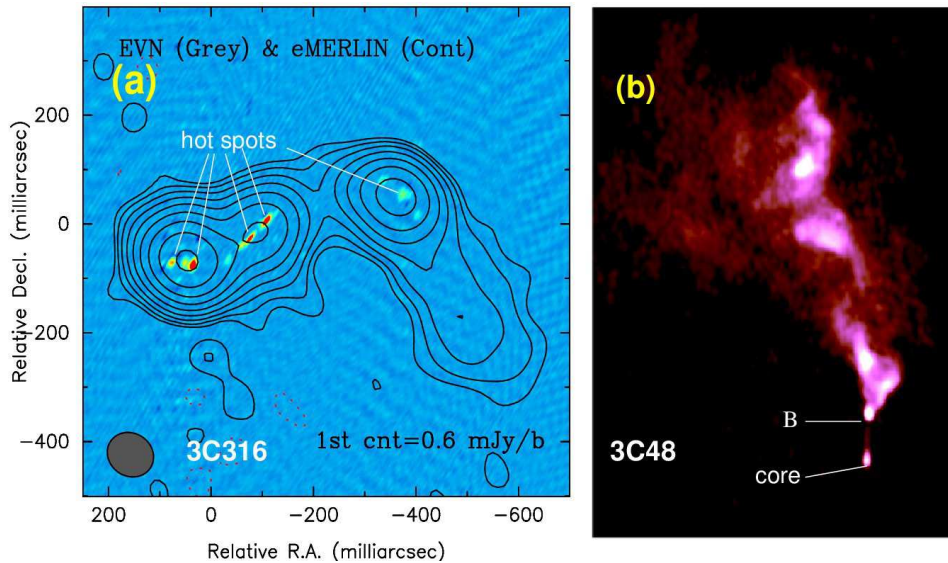 EVN (Grey) & eMERLIN (Cont)
(a)
hot spots
200
0
−200
−400
Relative Decl. (milliarcsec)
3C316
1st cnt=0.6 mJy/b
200
0
−200
−400
−600
Relative R.A. (milliarcsec)
(b)
B
3C48
core